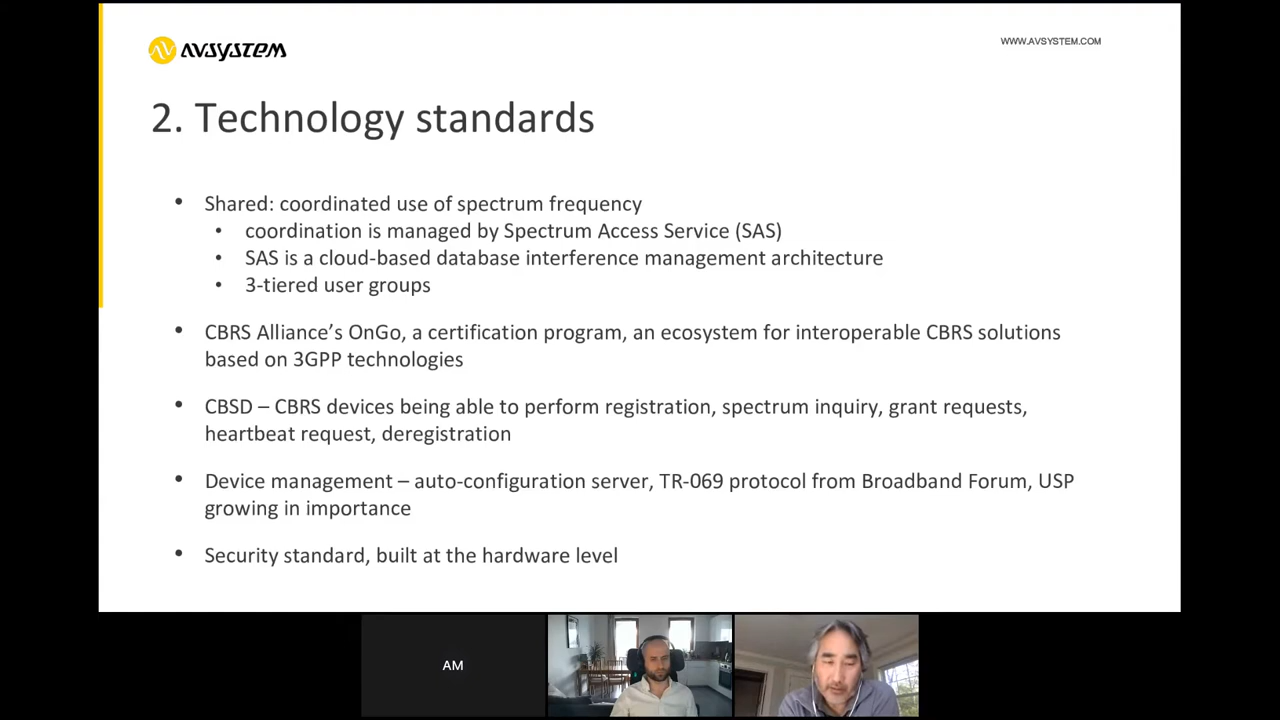 AVSYSTEM
WWW.AVSYSTEM.COM
2. Technology standards
• Shared: coordinated use of spectrum frequency
• coordination is managed by Spectrum Access Service (SAS)
• SAS is a cloud-based database interference management architecture
• 3-tiered user groups
• CBRS Alliance’s OnGo, a certification program, an ecosystem for interoperable CBRS solutions
based on 3GPP technologies
• CBSD – CBRS devices being able to perform registration, spectrum inquiry, grant requests,
heartbeat request, deregistration
• Device management – auto-configuration server, TR-069 protocol from Broadband Forum, USP
growing in importance
• Security standard, built at the hardware level
AM